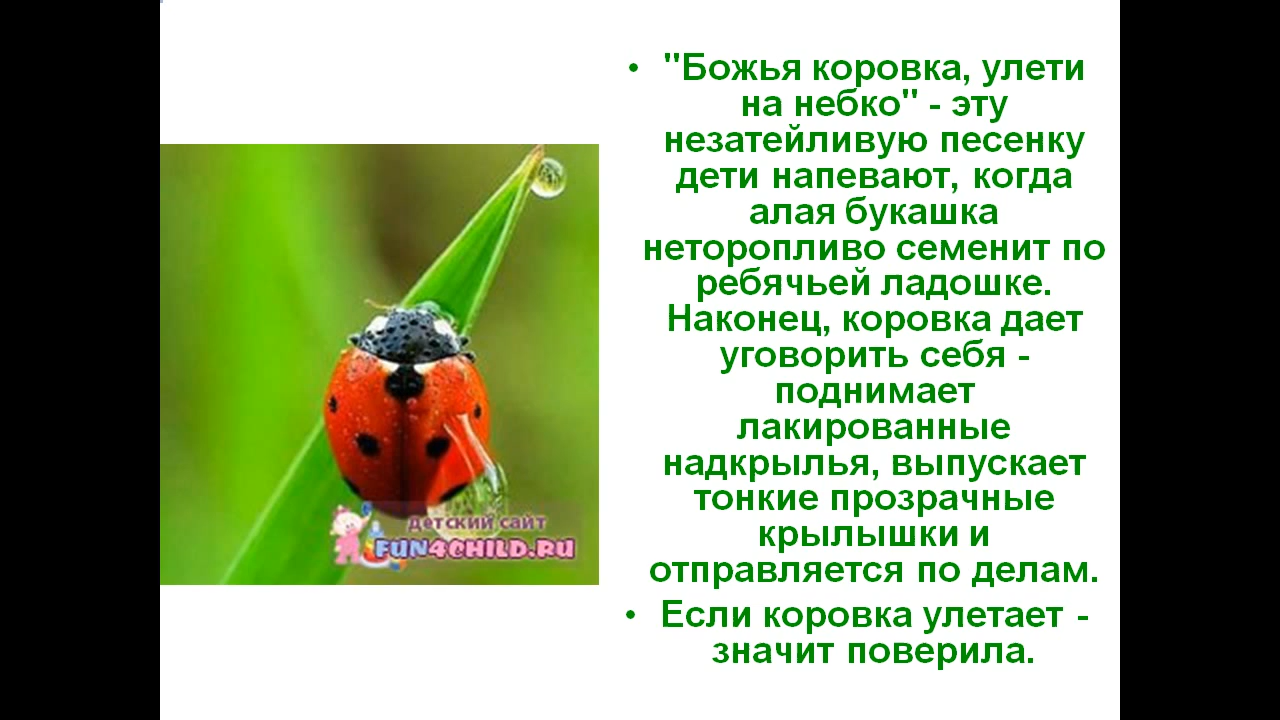 • "Божья коровка, улети
на небко" - эту
незатейливую песенку
дети напевают, когда
алая букашка
неторопливо семенит по
ребячьей ладошке.
Наконец, коровка дает
уговорить себя -
поднимает
лакированные
надкрылья, выпускает
тонкие прозрачные
крылышки и
отправляется по делам.
• Если коровка улетает -
значит поверила.
детский сайт
FUN4CHILD.RU